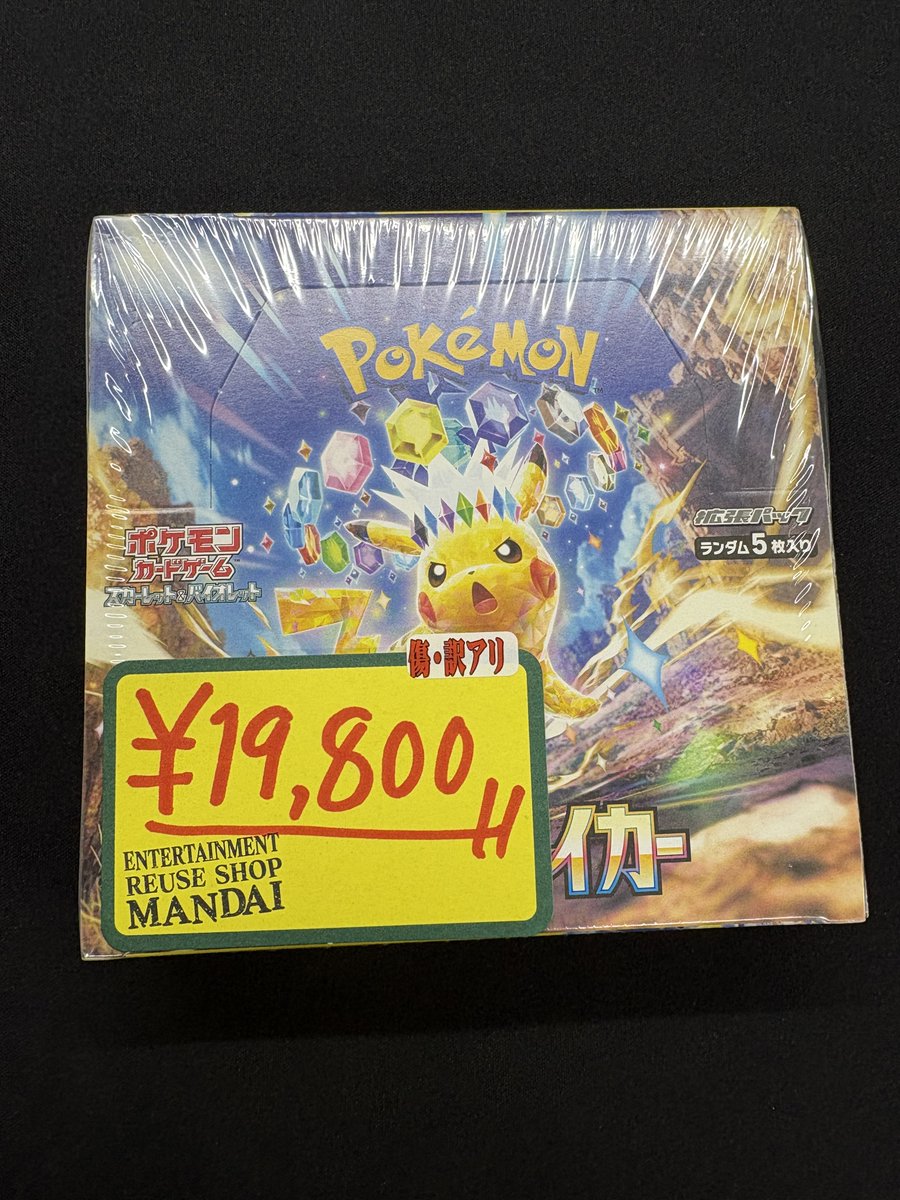 POKéMON
TM
拡張パック
ランダム5枚入り
ポケモン
カードゲーム
スカーレット&バイオレット
傷・訳アリ
¥19,800
H
イカー
ENTERTAINMENT
REUSE SHOP
MANDAI